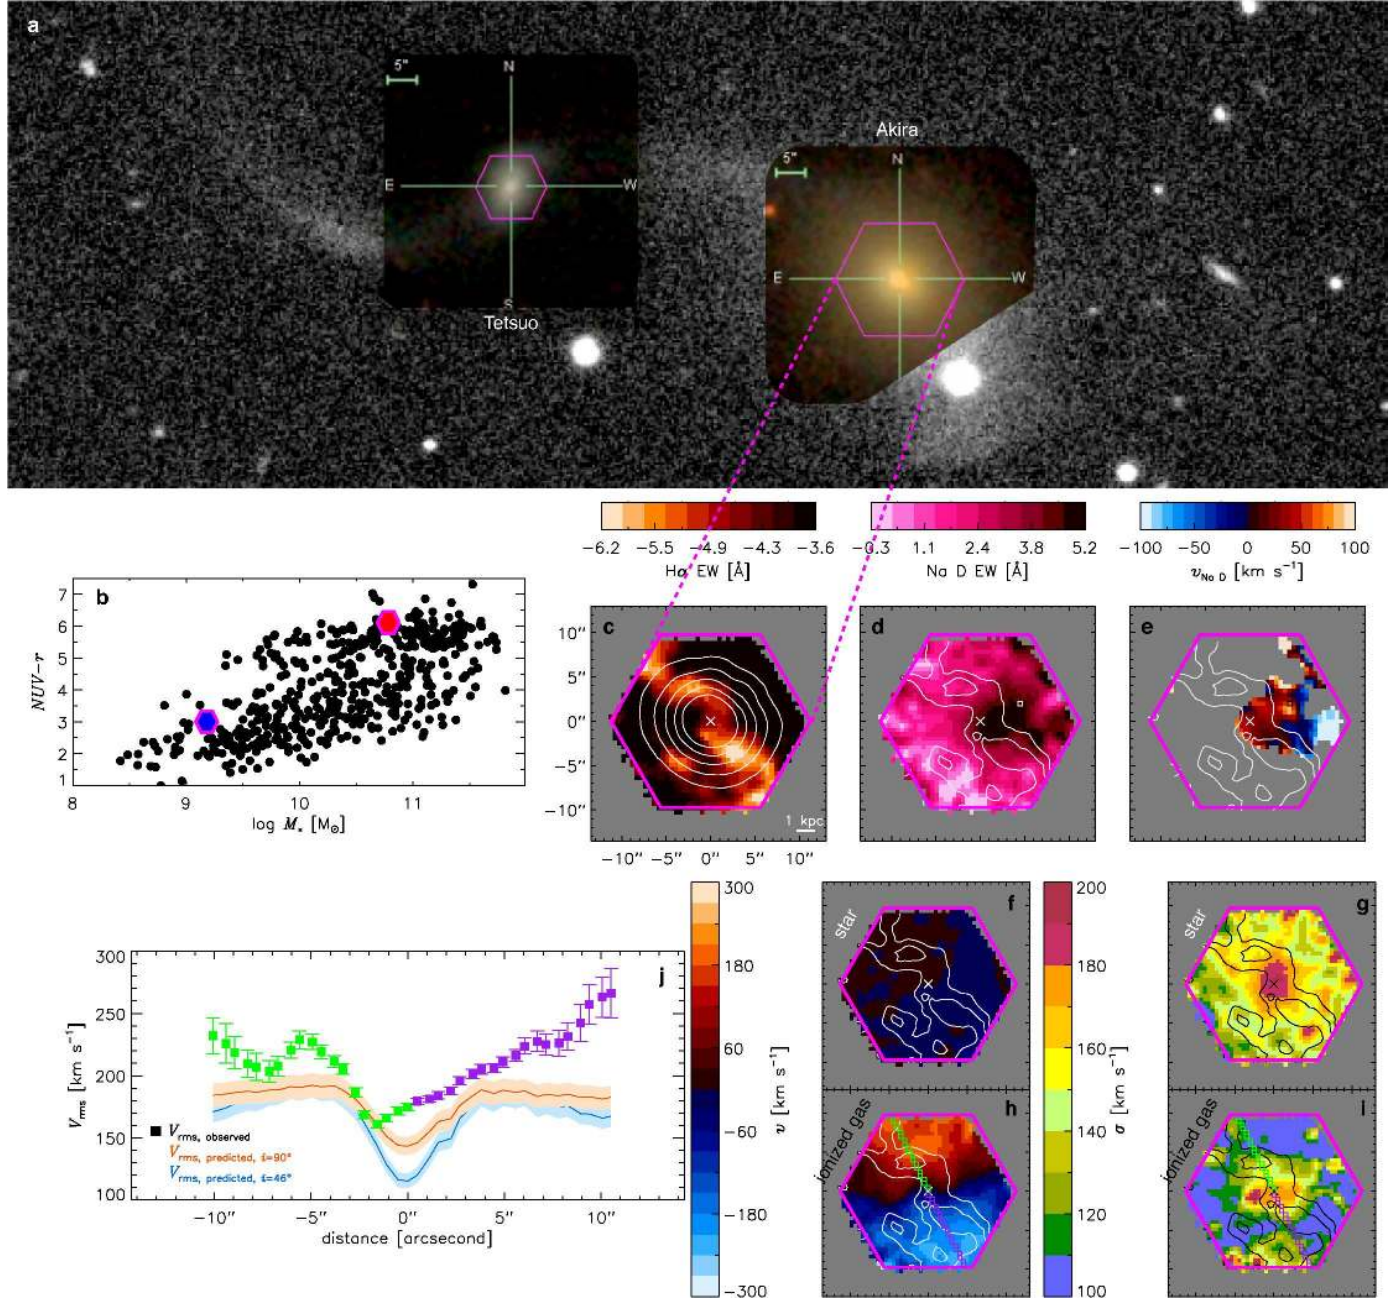 a
5"
N
E
W
S
Tetsuo
Akira
5"
N
E
W
−6.2 −5.5 −4.9 −4.3 −3.6
Hα EW [Å]
−0.3 1.1 2.4 3.8 5.2
Na D EW [Å]
−100 −50 0 50 100
v Na D [km s⁻¹]
b
7
6
5
4
3
2
1
NUV−r
8 9 10 11
log M* [M⊙]
c
10"
5"
0"
−5"
−10"
1 kpc
−10" −5" 0" 5" 10"
d
e
j
300
250
200
150
100
Vrms [km s⁻¹]
Vrms, observed
Vrms, predicted, i=90°
Vrms, predicted, i=46°
−10" −5" 0" 5" 10"
distance [arcsecond]
300
180
60
−60
−180
−300
v [km s⁻¹]
star
f
ionized gas
h
200
180
160
140
120
100
σ [km s⁻¹]
star
g
ionized gas
i